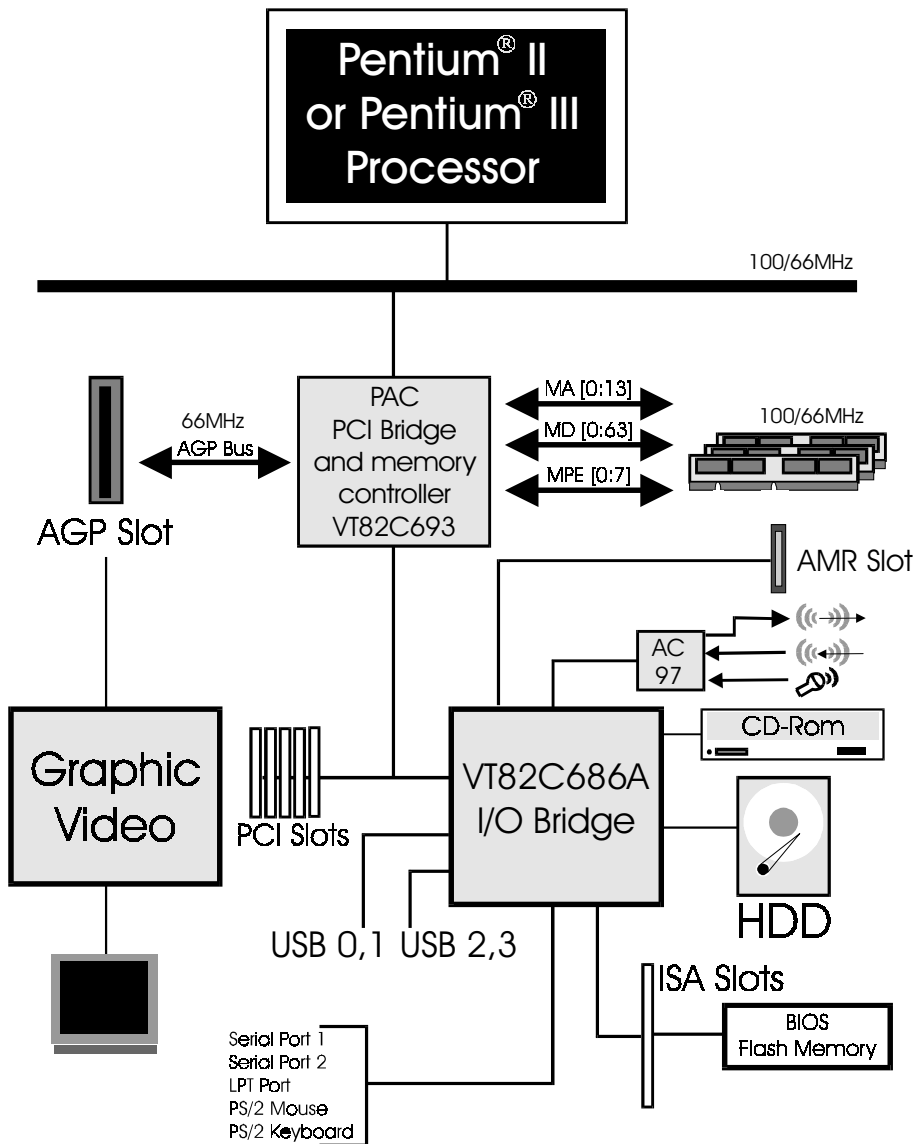 Pentium® II
or Pentium® III
Processor
100/66MHz
PAC
PCI Bridge
and memory
controller
VT82C693
66MHz
AGP Bus
MA [0:13]
MD [0:63]
MPE [0:7]
100/66MHz
AGP Slot
AMR Slot
AC
97
CD-Rom
Graphic
Video
PCI Slots
VT82C686A
I/O Bridge
HDD
USB 0,1
USB 2,3
ISA Slots
BIOS
Flash Memory
Serial Port 1
Serial Port 2
LPT Port
PS/2 Mouse
PS/2 Keyboard